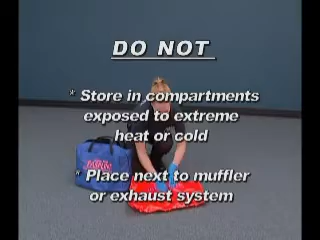 DO NOT
* Store in compartments
exposed to extreme
heat or cold
* Place next to muffler
or exhaust system